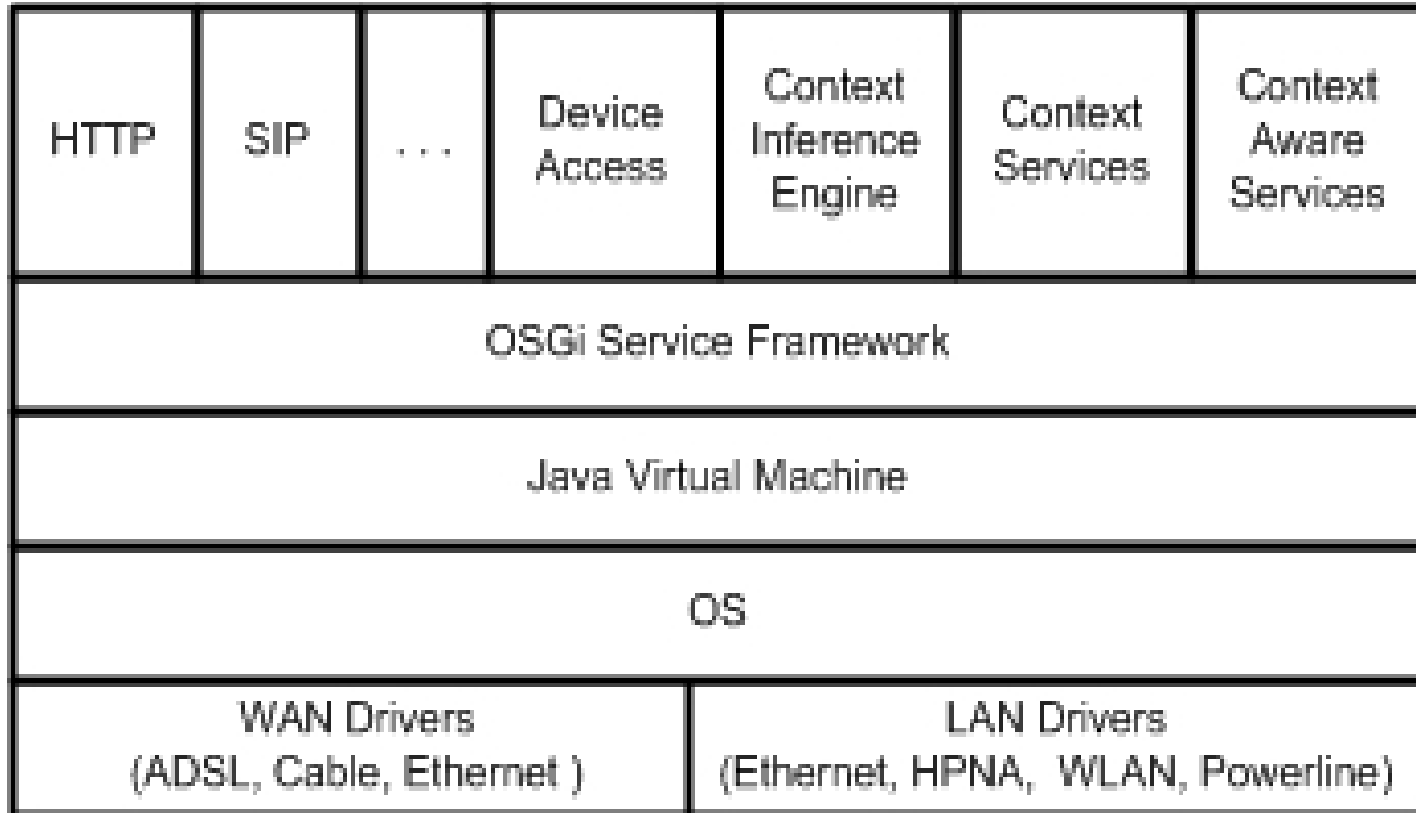 HTTP
SIP
. . .
Device
Access
Context
Inference
Engine
Context
Services
Context
Aware
Services
OSGi Service Framework
Java Virtual Machine
OS
WAN Drivers
(ADSL, Cable, Ethernet )
LAN Drivers
(Ethernet, HPNA, WLAN, Powerline)